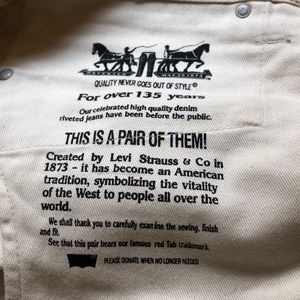 QUALITY NEVER GOES OUT OF STYLE®
For over 135 years
Our celebrated high quality denim
riveted jeans have been before the public.
THIS IS A PAIR OF THEM!
Created by Levi Strauss & Co in
1873 - it has become an American
tradition, symbolizing the vitality
of the West to people all over the
world.
We shall thank you to carefully examine the sewing, finish
and fit.
See that this pair bears our famous red Tab trademark.
PLEASE DONATE WHEN NO LONGER NEEDED